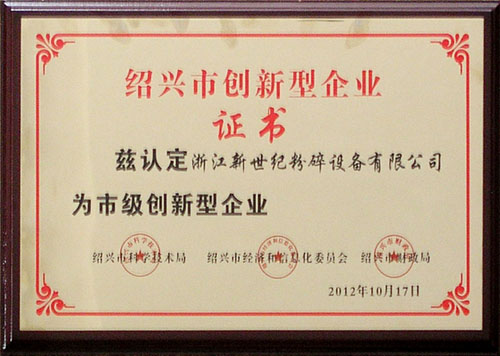 绍兴市创新型企业
证书
兹认定浙江新世纪粉碎设备有限公司
为市级创新型企业
绍兴市科学技术局 绍兴市经济和信息化委员会 绍兴市财政局
2012年10月17日